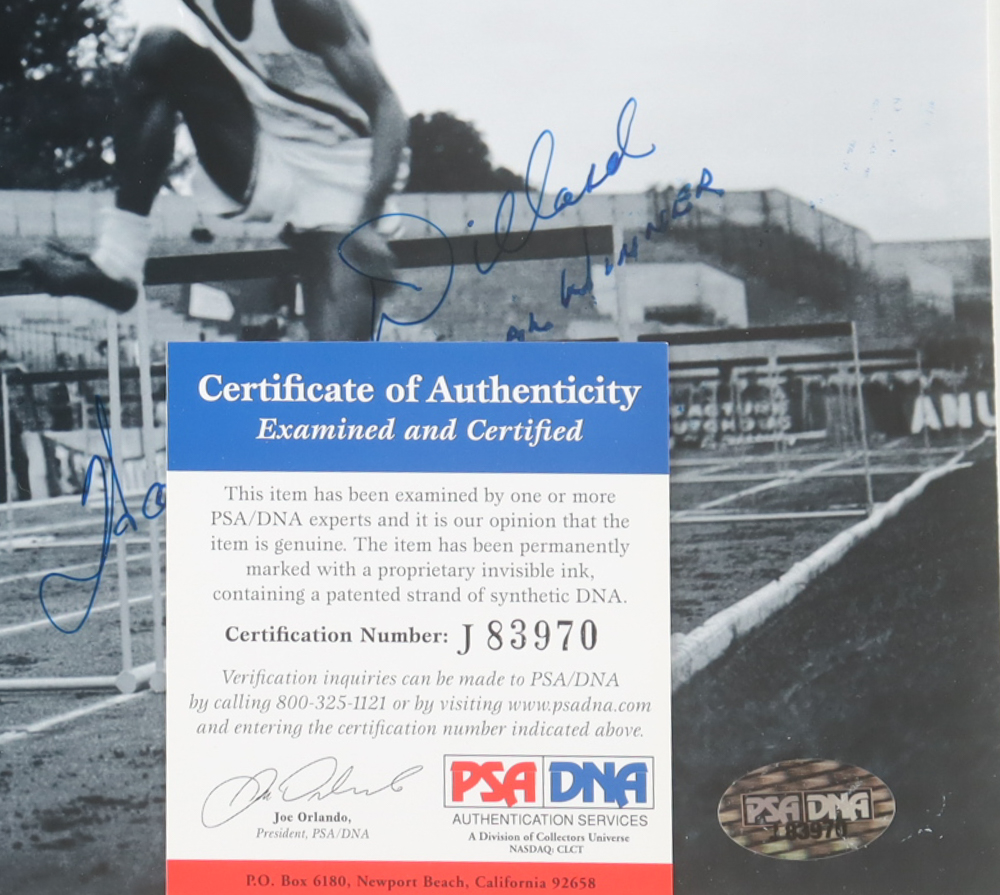 Dillard
WINNER
Ha
ANU
Certificate of Authenticity
Examined and Certified
This item has been examined by one or more
PSA/DNA experts and it is our opinion that the
item is genuine. The item has been permanently
marked with a proprietary invisible ink,
containing a patented strand of synthetic DNA.
Certification Number: J 83970
Verification inquiries can be made to PSA/DNA
by calling 800-325-1121 or by visiting www.psadna.com
and entering the certification number indicated above.
Joe Orlando,
President, PSA/DNA
PSA DNA
AUTHENTICATION SERVICES
A Division of Collectors Universe
NASDAQ: CLCT
P.O. Box 6180, Newport Beach, California 92658
PSA DNA
J83970